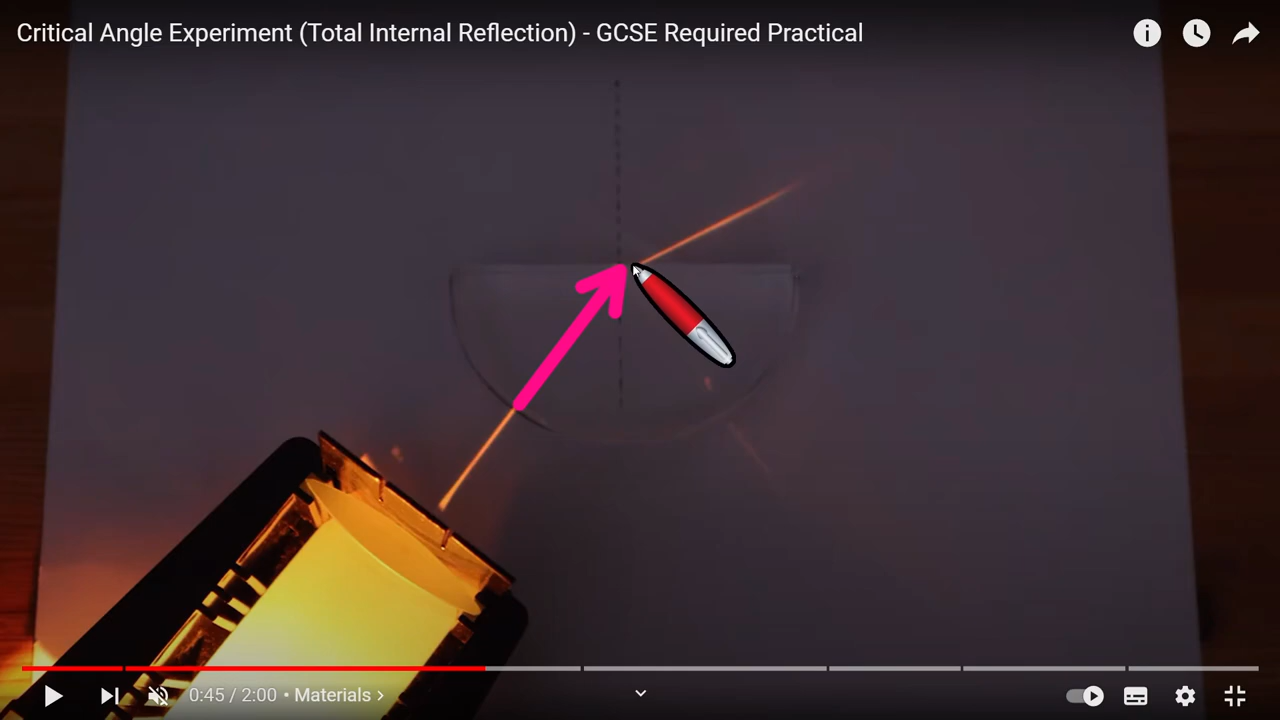 Critical Angle Experiment (Total Internal Reflection) - GCSE Required Practical
0:45 / 2:00 • Materials >